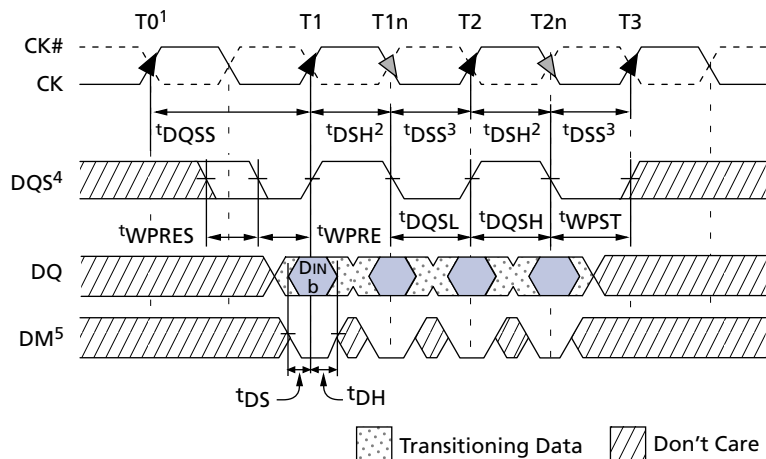 T0¹ T1 T1n T2 T2n T3
CK#
CK
tDQSS tDSH² tDSS³ tDSH² tDSS³
DQS⁴
tWPRES tWPRE tDQSL tDQSH tWPST
DQ
DIN
b
DM⁵
tDS tDH
Transitioning Data Don't Care